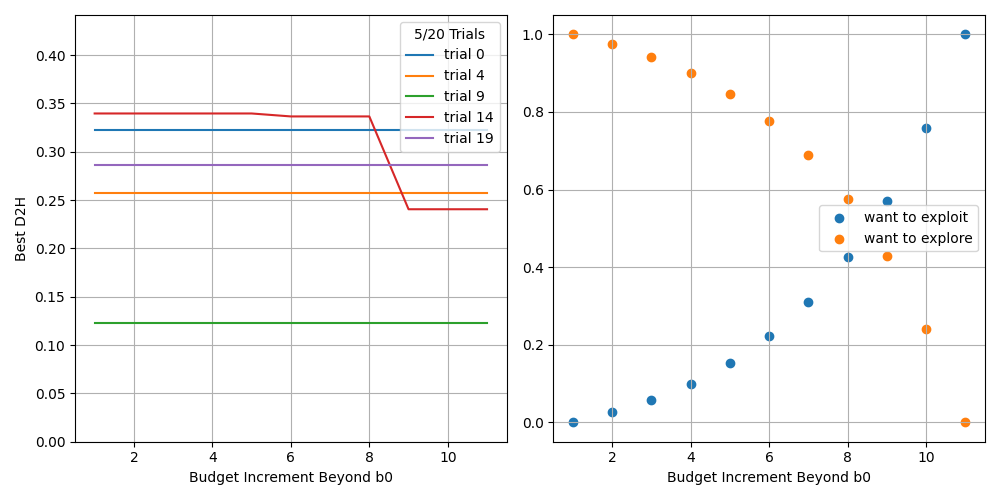 0.40
0.35
0.30
0.25
0.20
0.15
0.10
0.05
0.00
Best D2H
2 4 6 8 10
Budget Increment Beyond b0
5/20 Trials
trial 0
trial 4
trial 9
trial 14
trial 19
1.0
0.8
0.6
0.4
0.2
0.0
2 4 6 8 10
Budget Increment Beyond b0
want to exploit
want to explore